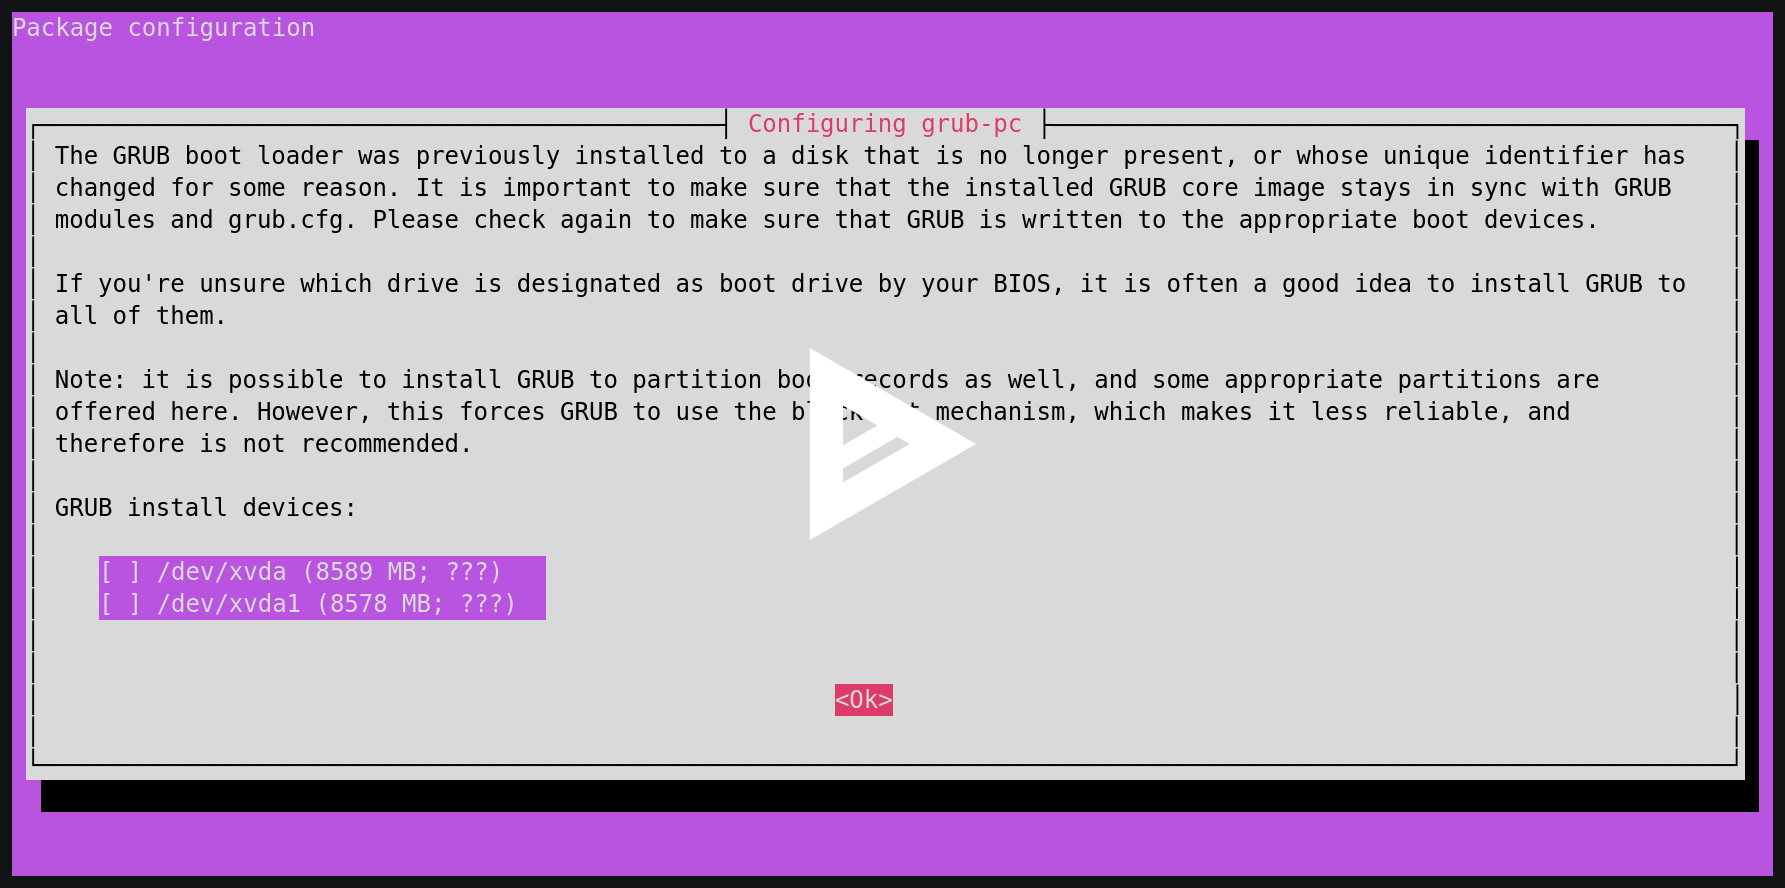 Package configuration
Configuring grub-pc
The GRUB boot loader was previously installed to a disk that is no longer present, or whose unique identifier has
changed for some reason. It is important to make sure that the installed GRUB core image stays in sync with GRUB
modules and grub.cfg. Please check again to make sure that GRUB is written to the appropriate boot devices.
If you're unsure which drive is designated as boot drive by your BIOS, it is often a good idea to install GRUB to
all of them.
Note: it is possible to install GRUB to partition boot records as well, and some appropriate partitions are
offered here. However, this forces GRUB to use the mechanism, which makes it less reliable, and
therefore is not recommended.
GRUB install devices:
[ ] /dev/xvda (8589 MB; ???)
[ ] /dev/xvda1 (8578 MB; ???)
<Ok>